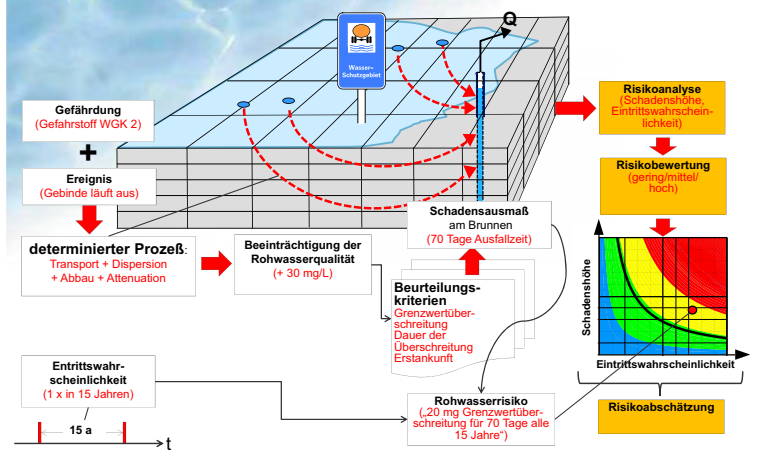 Q
Wasser-
Schutzgebiet
Gefährdung
(Gefahrstoff WGK 2)
+
Ereignis
(Gebinde läuft aus)
determinierter Prozeß:
Transport + Dispersion
+ Abbau + Attenuation
Beeinträchtigung der
Rohwasserqualität
(+ 30 mg/L)
Schadensausmaß
am Brunnen
(70 Tage Ausfallzeit)
Beurteilungs-
kriterien
Grenzwertüber-
schreitung
Dauer der
Überschreitung
Erstankunft
Risikoanalyse
(Schadenshöhe,
Eintrittswahrschein-
lichkeit)
Risikobewertung
(gering/mittel/
hoch)
Schadenshöhe
Eintrittswahrscheinlichkeit
Risikoabschätzung
Entrittswahr-
scheinlichkeit
(1 x in 15 Jahren)
15 a
t
Rohwasserrisiko
(„20 mg Grenzwertüber-
schreitung für 70 Tage alle
15 Jahre“)